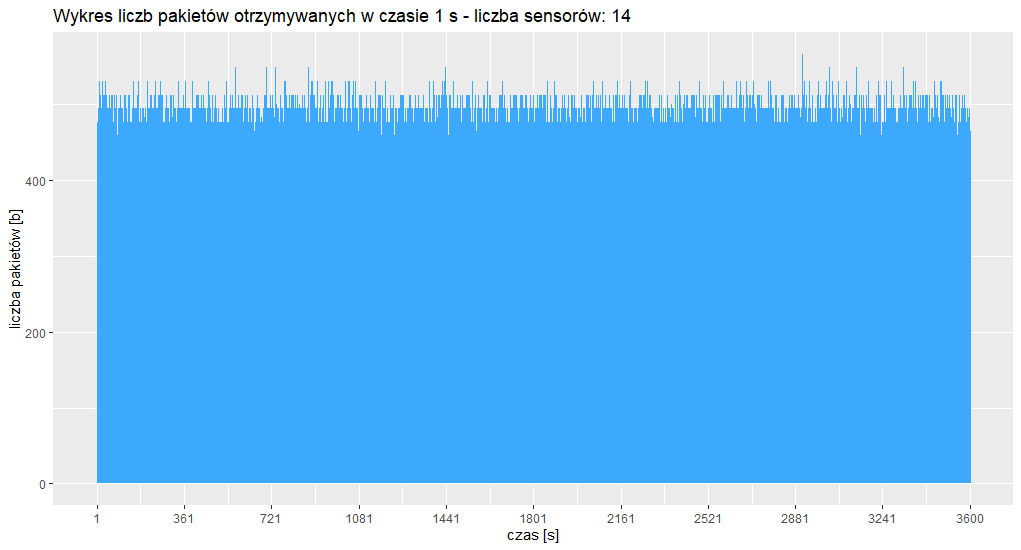 Wykres liczb pakietów otrzymywanych w czasie 1 s - liczba sensorów: 14
liczba pakietów [b]
400
200
0
1 361 721 1081 1441 1801 2161 2521 2881 3241 3600
czas [s]